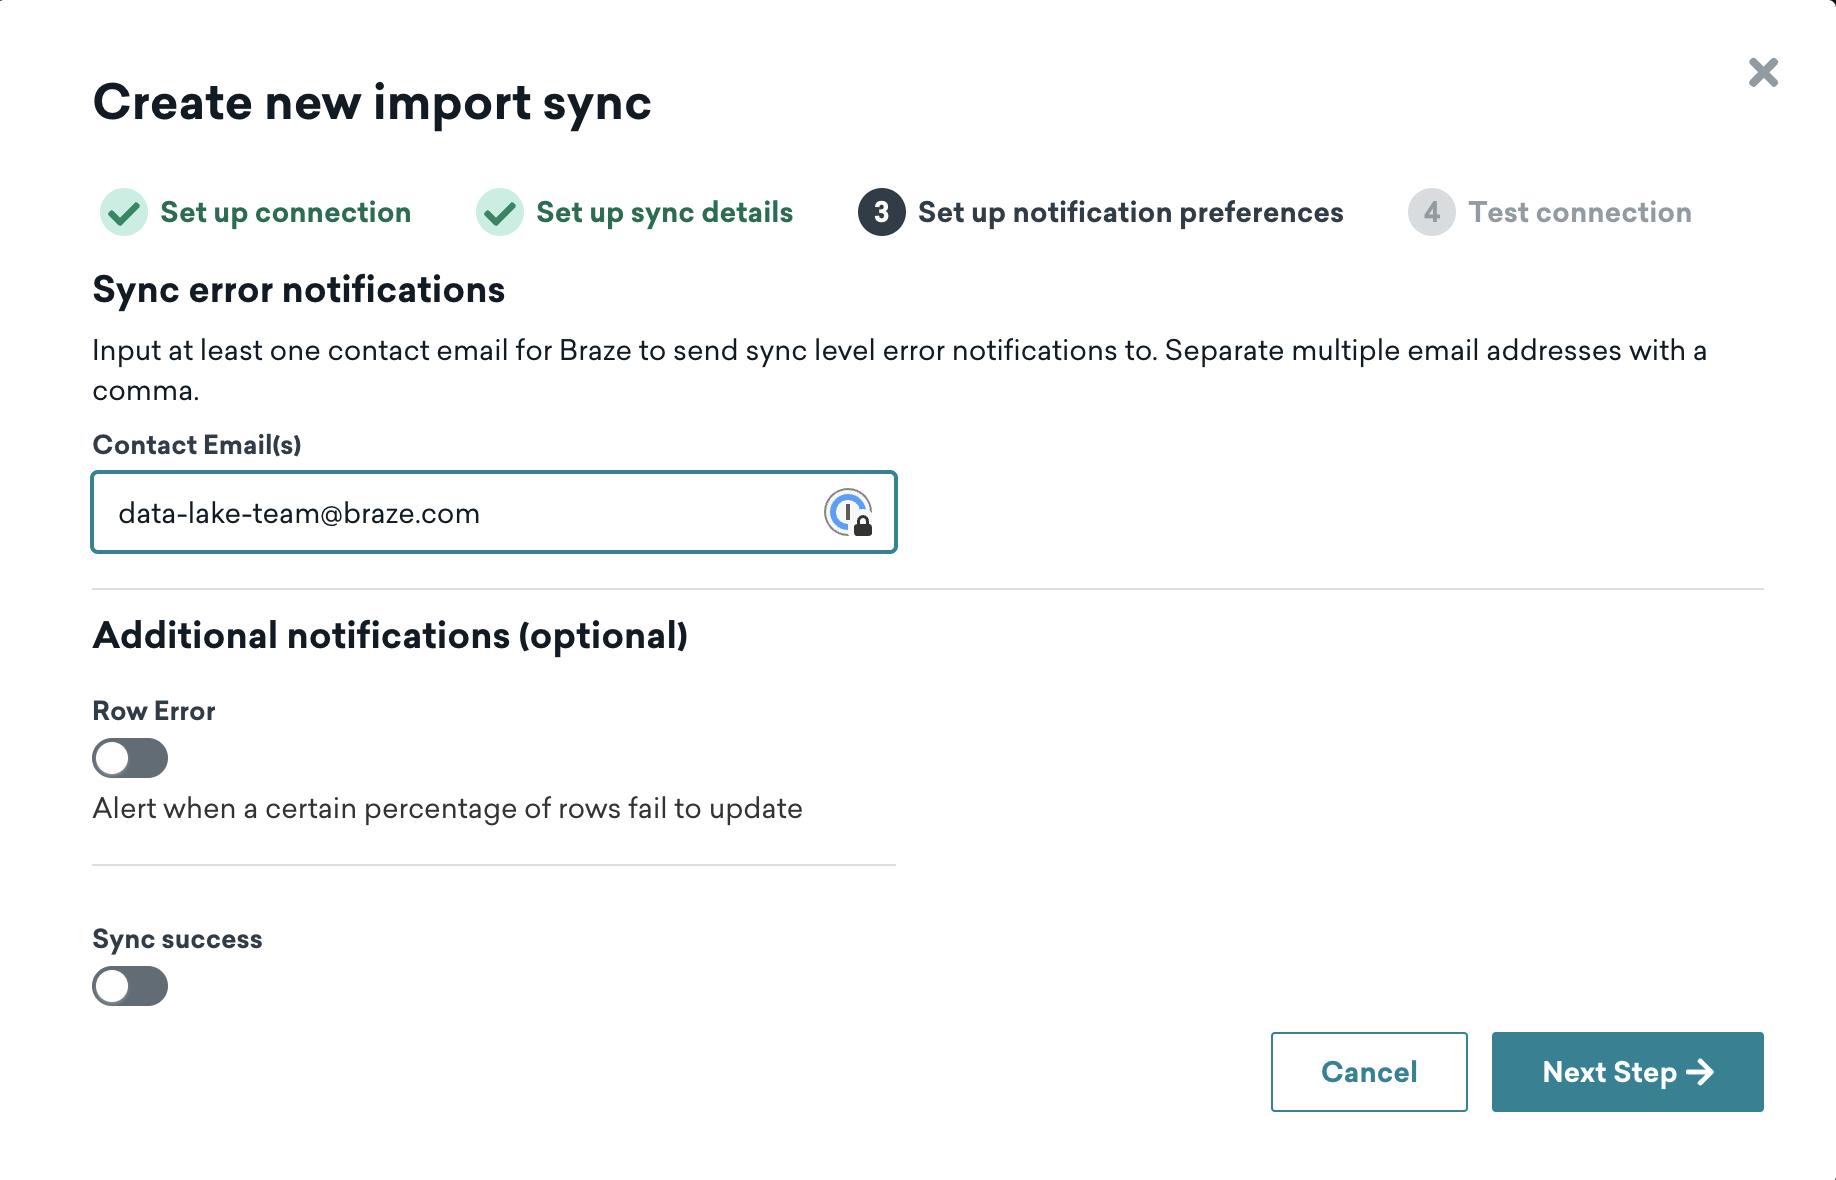 Create new import sync
Set up connection
Set up sync details
3 Set up notification preferences
4 Test connection
Sync error notifications
Input at least one contact email for Braze to send sync level error notifications to. Separate multiple email addresses with a
comma.
Contact Email(s)
data-lake-team@braze.com
Additional notifications (optional)
Row Error
Alert when a certain percentage of rows fail to update
Sync success
Cancel
Next Step